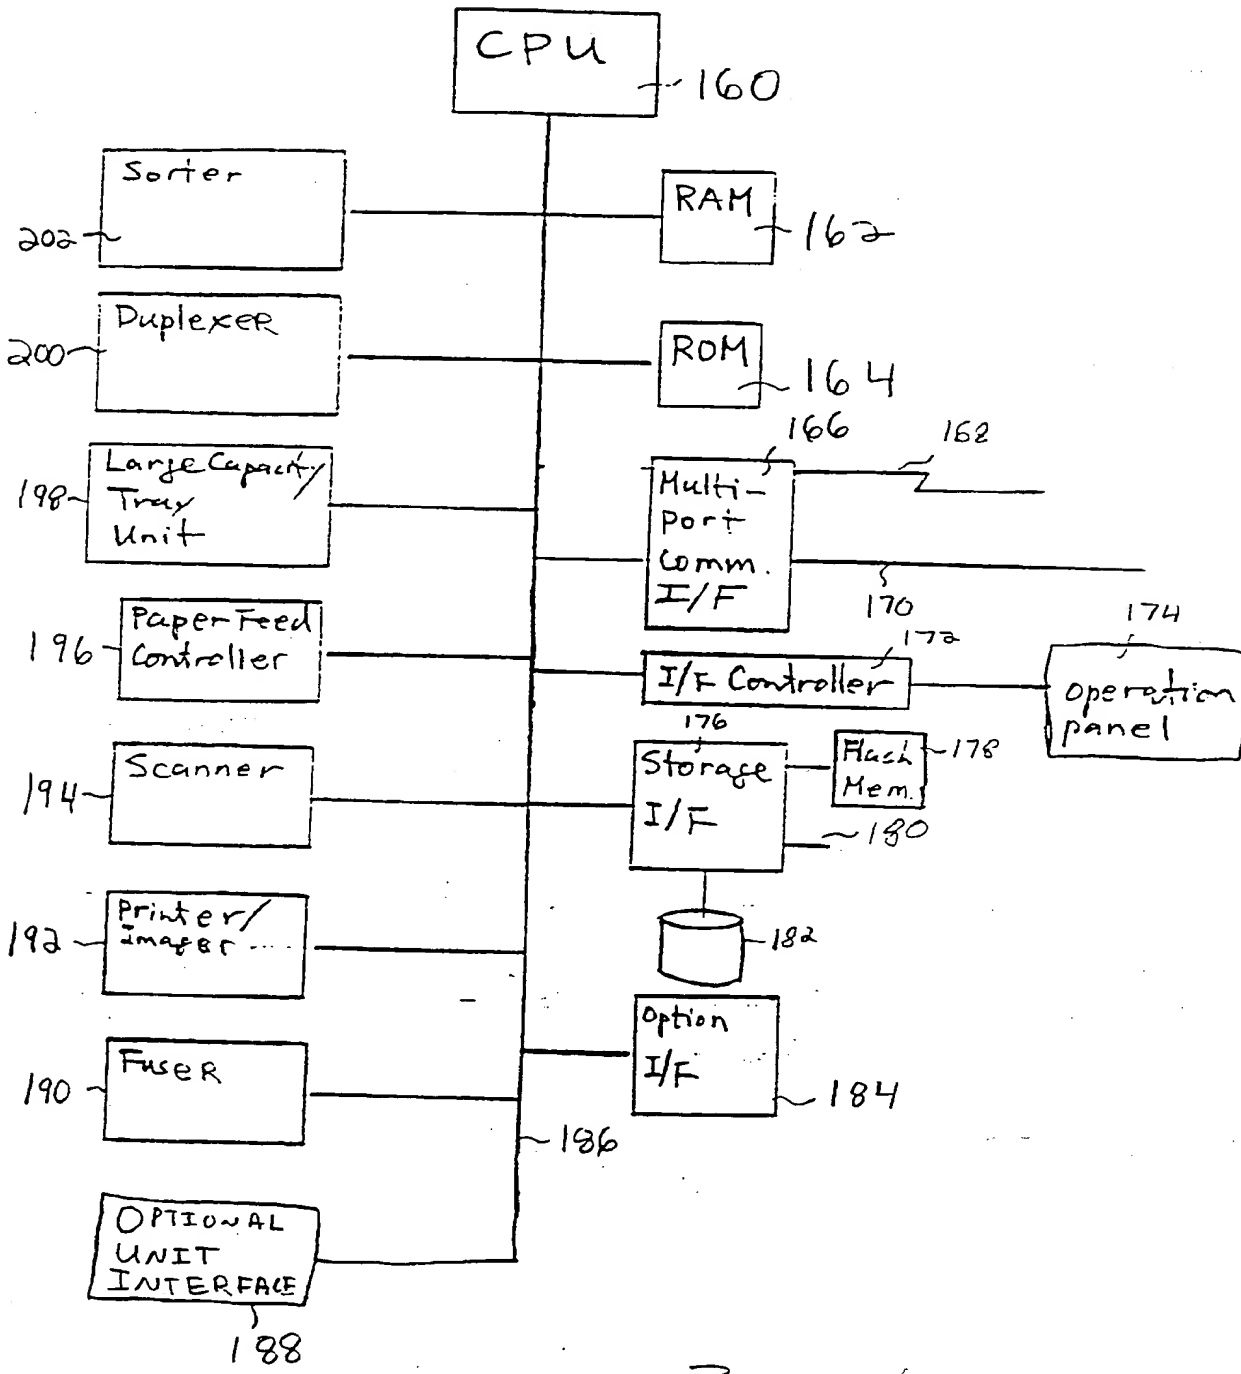 CPU
160
Sorter
202
RAM
162
Duplexer
200
ROM
164
Large Capacity
Tray
Unit
198
166
168
Multi-
Port
Comm.
I/F
170
Paper Feed
Controller
196
172
I/F Controller
174
operation
panel
Scanner
194
176
Storage
I/F
Flash
Mem.
178
180
182
Printer/
Imager
192
Option
I/F
184
Fuser
190
186
OPTIONAL
UNIT
INTERFACE
188